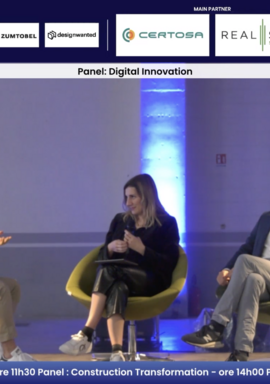 MAIN PARTNER
ZUMTOBEL
designwanted
CERTOSA
REAL
Panel: Digital Innovation
re 11h30 Panel : Construction Transformation - ore 14h00 P